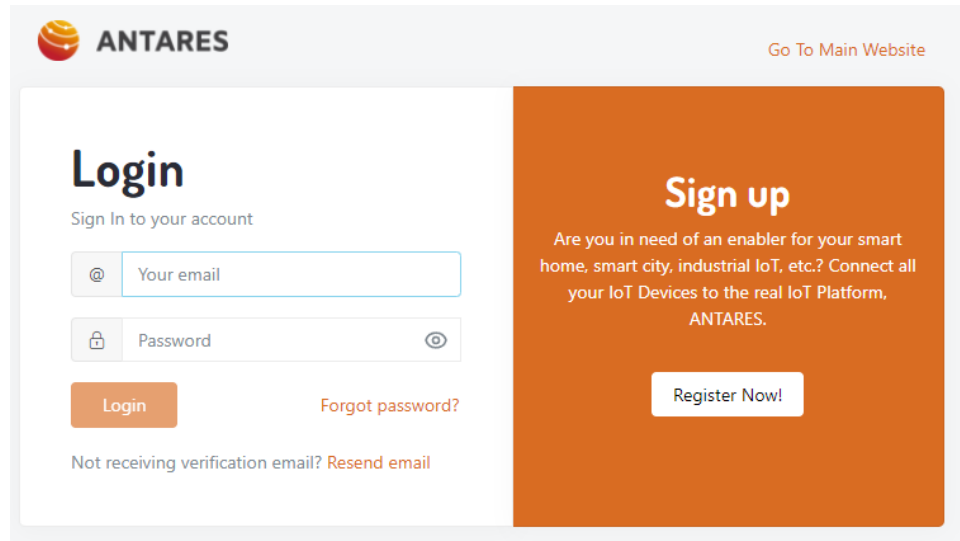 ANTARES
Go To Main Website
Login
Sign In to your account
@ Your email
Password
Login
Forgot password?
Not receiving verification email? Resend email
Sign up
Are you in need of an enabler for your smart
home, smart city, industrial IoT, etc.? Connect all
your IoT Devices to the real IoT Platform,
ANTARES.
Register Now!